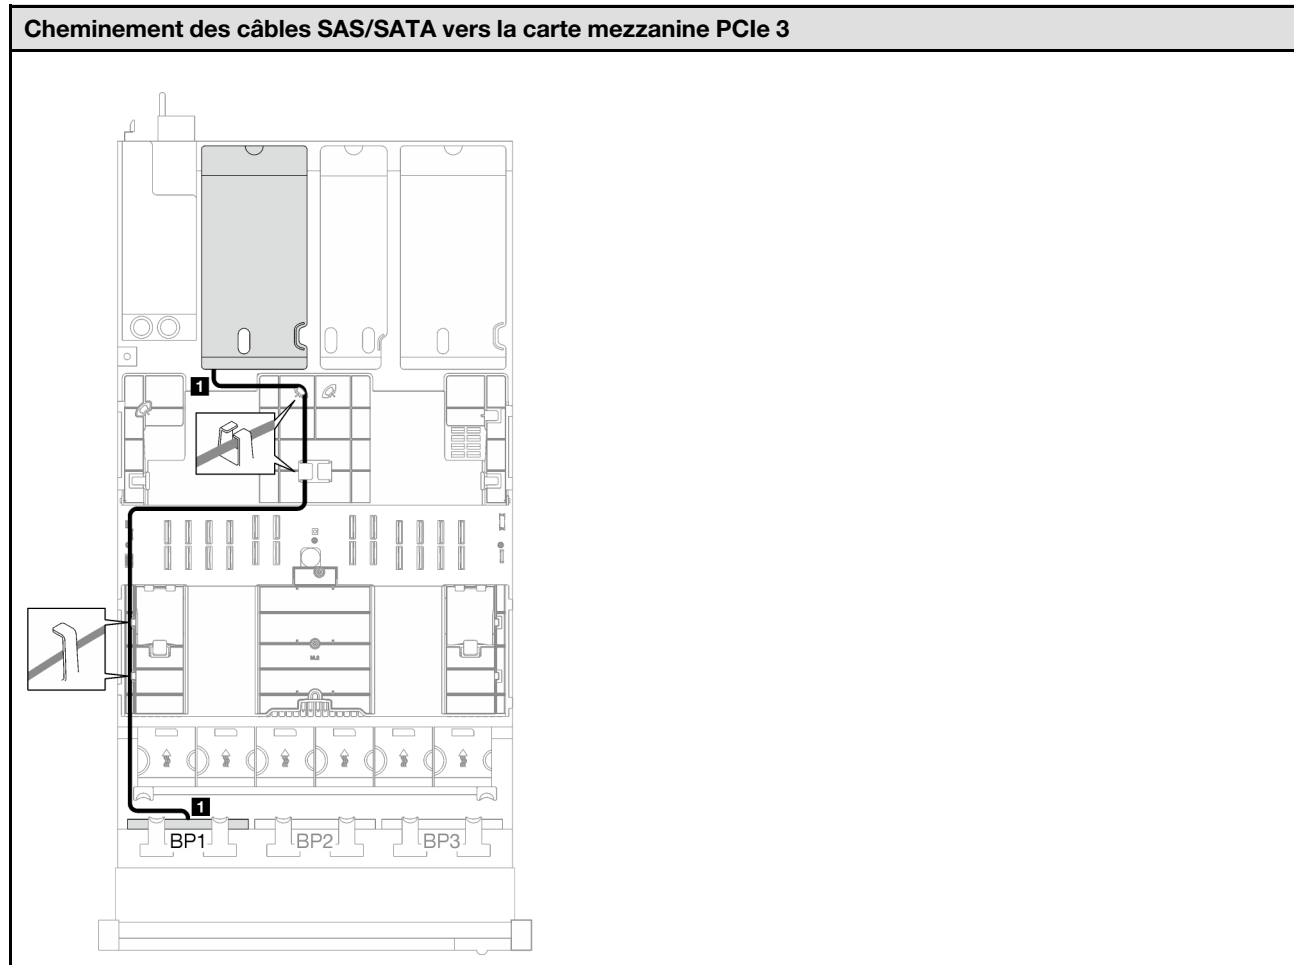 Cheminement des câbles SAS/SATA vers la carte mezzanine PCIe 3
1
1
BP1
BP2
BP3